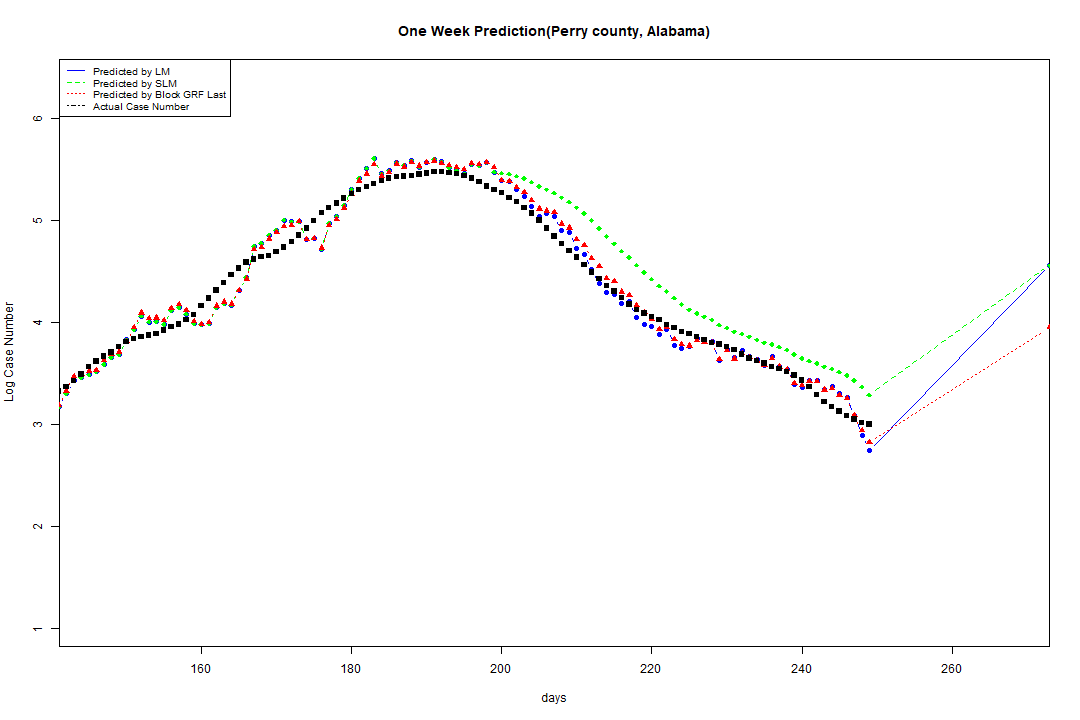 One Week Prediction(Perry county, Alabama)
Predicted by LM
Predicted by SLM
Predicted by Block GRF Last
Actual Case Number
Log Case Number
6
5
4
3
2
1
160 180 200 220 240 260
days